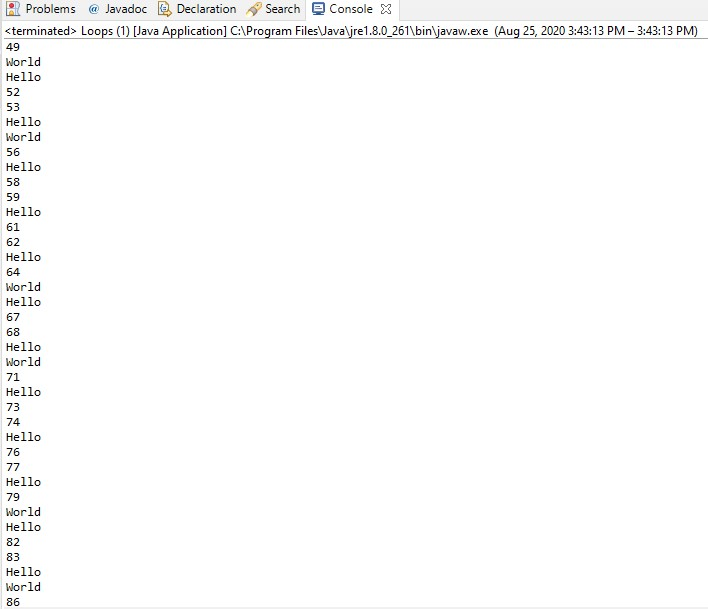 Problems @ Javadoc Declaration Search Console
<terminated> Loops (1) [Java Application] C:\Program Files\Java\jre1.8.0_261\bin\javaw.exe (Aug 25, 2020 3:43:13 PM – 3:43:13 PM)
49
World
Hello
52
53
Hello
World
56
Hello
58
59
Hello
61
62
Hello
64
World
Hello
67
68
Hello
World
71
Hello
73
74
Hello
76
77
Hello
79
World
Hello
82
83
Hello
World
86